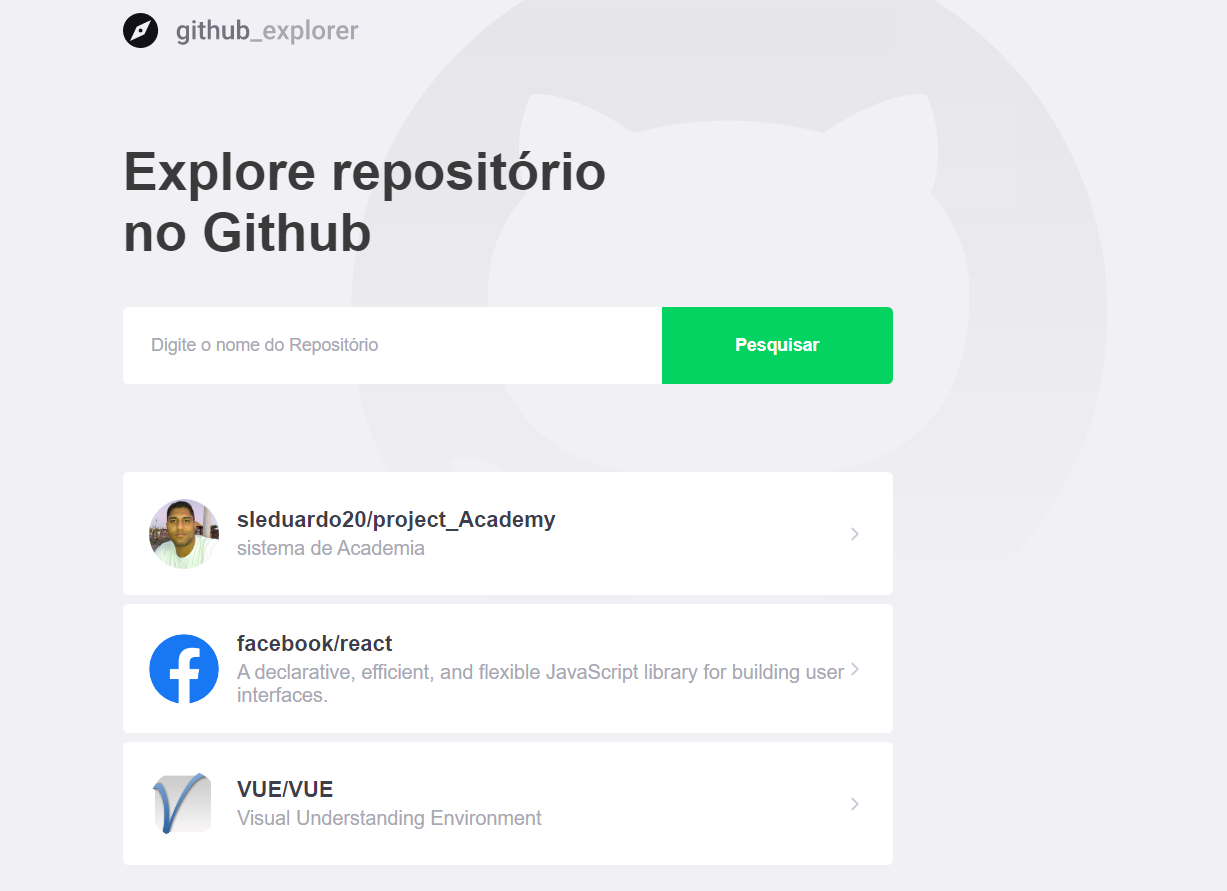 github_explorer
Explore repositório
no Github
Digite o nome do Repositório
Pesquisar
sleduardo20/project_Academy
sistema de Academia
facebook/react
A declarative, efficient, and flexible JavaScript library for building user
interfaces.
VUE/VUE
Visual Understanding Environment